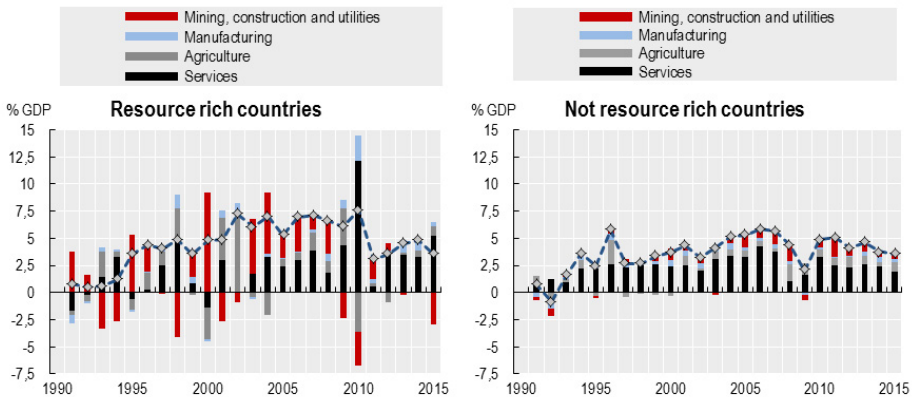 Mining, construction and utilities
Manufacturing
Agriculture
Services
% GDP
Resource rich countries
15
12,5
10
7,5
5
2,5
0
-2,5
-5
-7,5
1990
1995
2000
2005
2010
2015
Mining, construction and utilities
Manufacturing
Agriculture
Services
% GDP
Not resource rich countries
15
12,5
10
7,5
5
2,5
0
-2,5
-5
-7,5
1990
1995
2000
2005
2010
2015